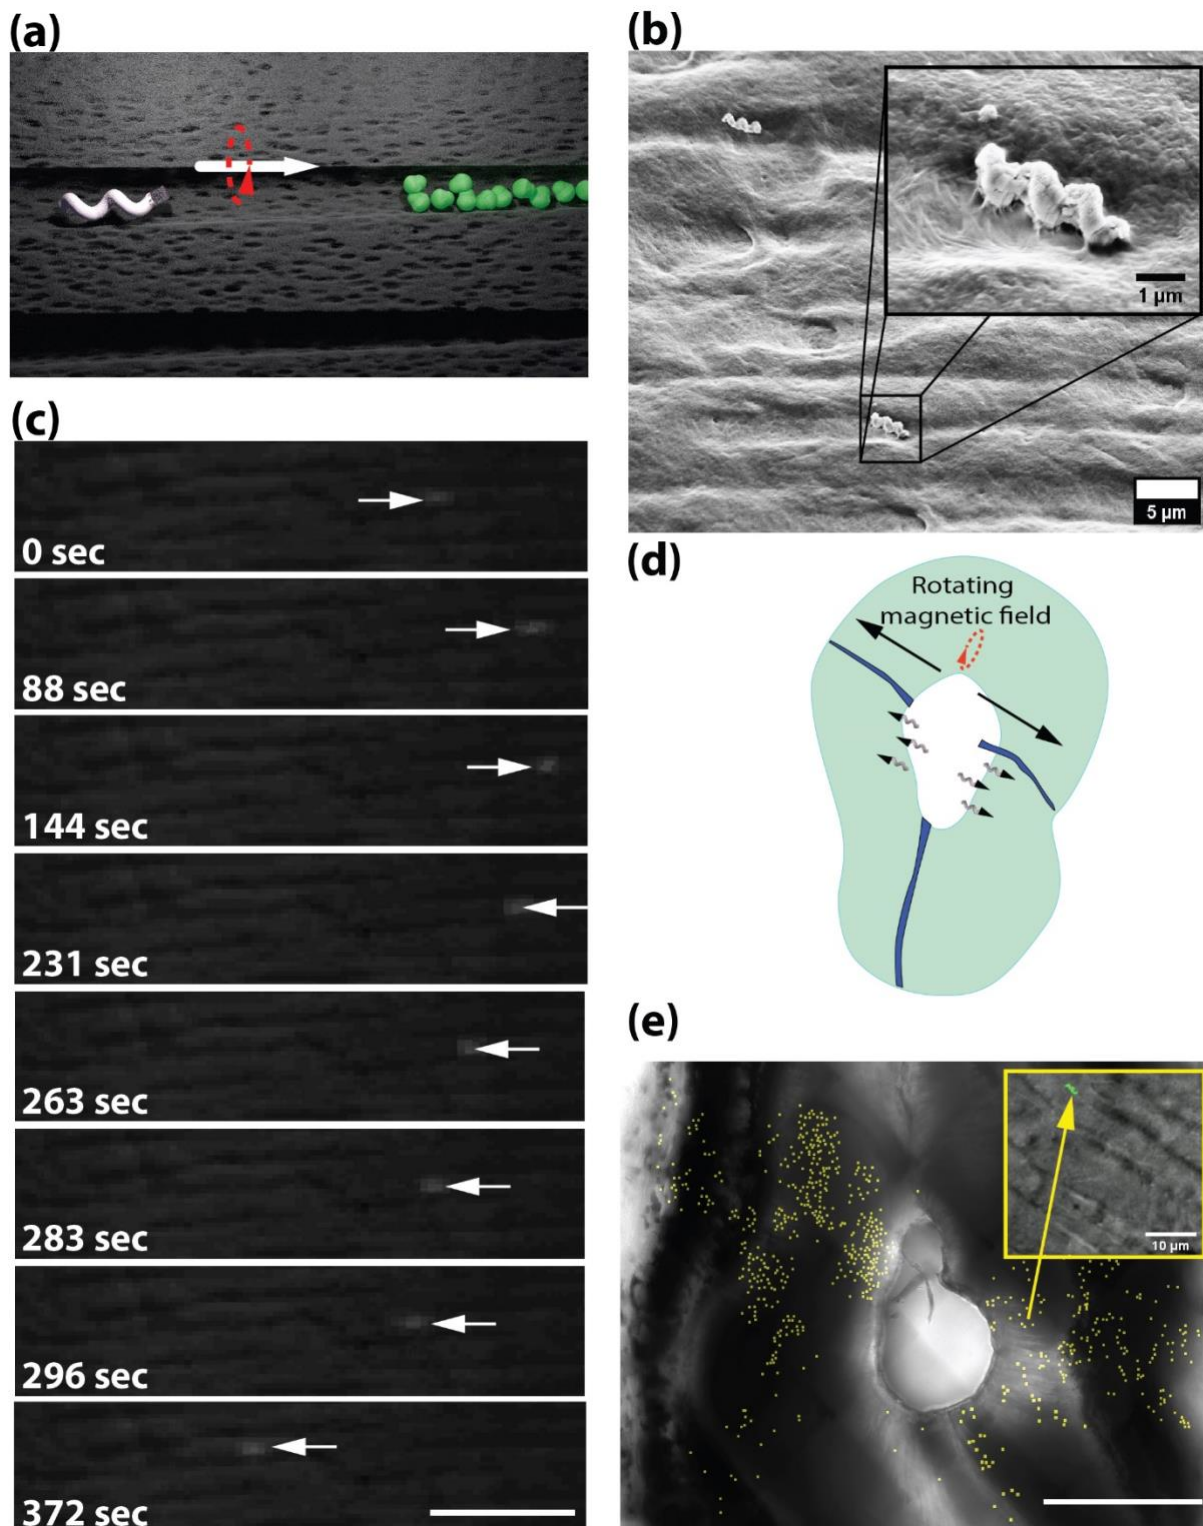 (a)
(b)
1 µm
5 µm
(c)
0 sec
88 sec
144 sec
231 sec
263 sec
283 sec
296 sec
372 sec
(d)
Rotating
magnetic field
(e)
10 µm